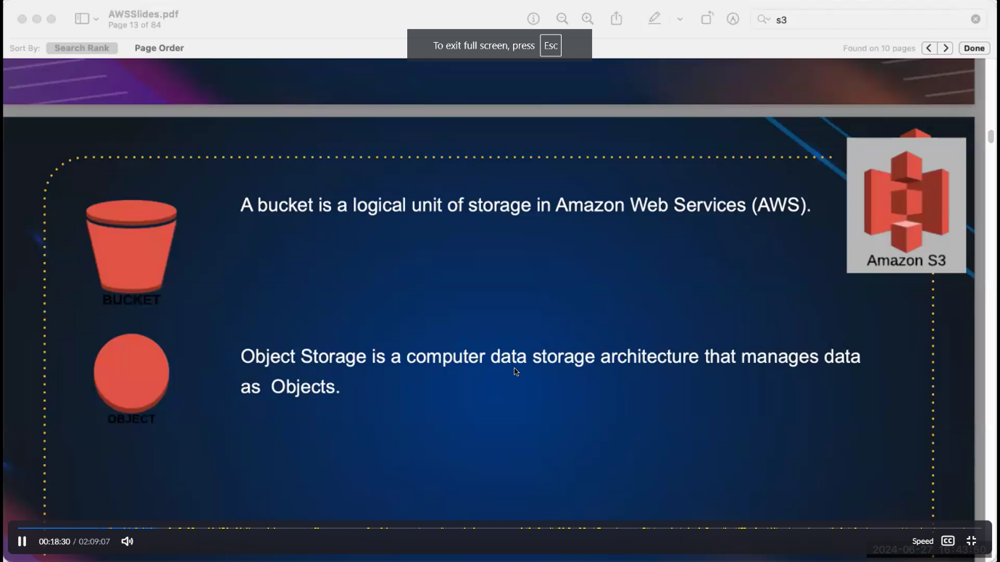 AWSSlides.pdf
Page 13 of 84
s3
To exit full screen, press Esc
Sort By: Search Rank Page Order
Found on 10 pages Done
A bucket is a logical unit of storage in Amazon Web Services (AWS).
Amazon S3
BUCKET
Object Storage is a computer data storage architecture that manages data
as Objects.
OBJECT
00:18:30 / 02:09:07
Speed CC
2024-06-27 16:43:50